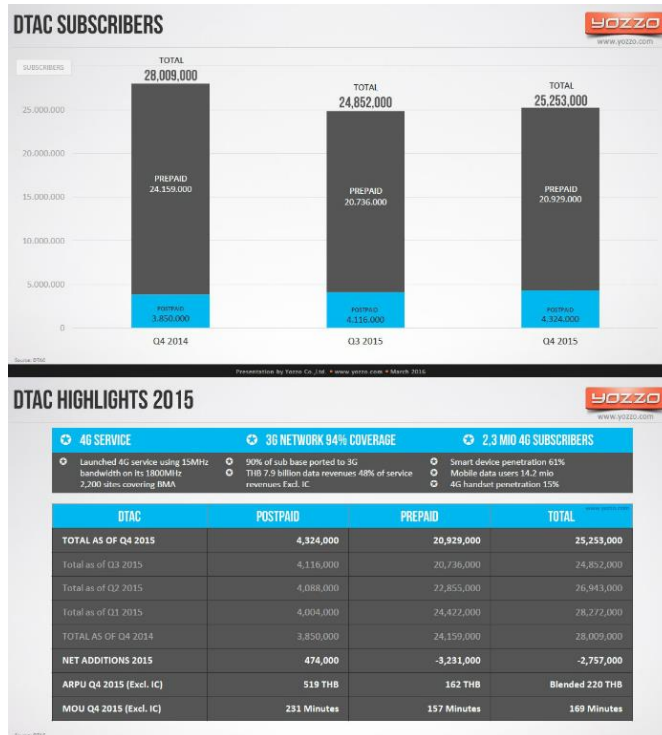 DTAC SUBSCRIBERS
yozzo
www.yozzo.com
SUBSCRIBERS
TOTAL
28,009,000
TOTAL
24,852,000
TOTAL
25,253,000
25.000.000
20.000.000
15.000.000
10.000.000
5.000.000
0
PREPAID
24.159.000
PREPAID
20.736.000
PREPAID
20.929.000
POSTPAID
3.850.000
POSTPAID
4.116.000
POSTPAID
4.324.000
Q4 2014
Q3 2015
Q4 2015
Source: DTAC
Presentation by Yozzo Co.,Ltd. • www.yozzo.com • March 2016
DTAC HIGHLIGHTS 2015
yozzo
www.yozzo.com
4G SERVICE
3G NETWORK 94% COVERAGE
2,3 MIO 4G SUBSCRIBERS
Launched 4G service using 15MHz
bandwidth on its 1800MHz
2,200 sites covering BMA
90% of sub base ported to 3G
THB 7.9 billion data revenues 48% of service
revenues Excl. IC
Smart device penetration 61%
Mobile data users 14.2 mio
4G handset penetration 15%
www.yozzo.com
DTAC POSTPAID PREPAID TOTAL
TOTAL AS OF Q4 2015 4,324,000 20,929,000 25,253,000
Total as of Q3 2015 4,116,000 20,736,000 24,852,000
Total as of Q2 2015 4,088,000 22,855,000 26,943,000
Total as of Q1 2015 4,004,000 24,422,000 28,272,000
TOTAL AS OF Q4 2014 3,850,000 24,159,000 28,009,000
NET ADDITIONS 2015 474,000 -3,231,000 -2,757,000
ARPU Q4 2015 (Excl. IC) 519 THB 162 THB Blended 220 THB
MOU Q4 2015 (Excl. IC) 231 Minutes 157 Minutes 169 Minutes